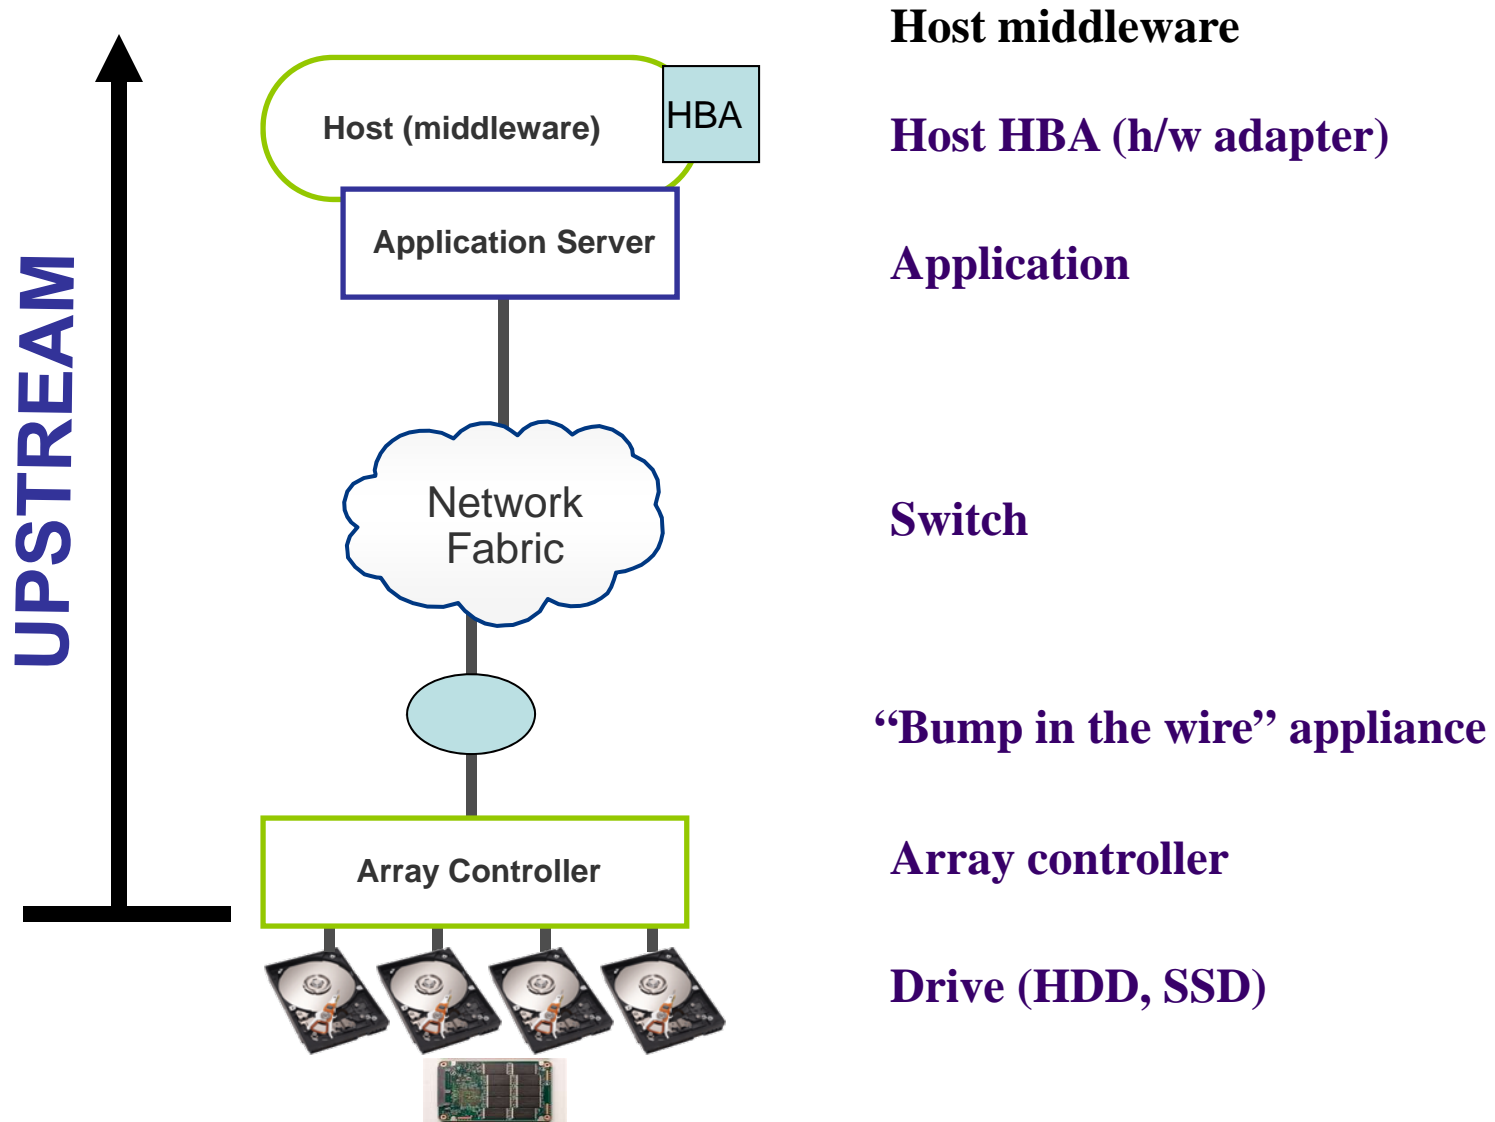 Host middleware
Host (middleware)
HBA
Host HBA (h/w adapter)
Application Server
Application
UPSTREAM
Network
Fabric
Switch
“Bump in the wire” appliance
Array Controller
Array controller
Drive (HDD, SSD)